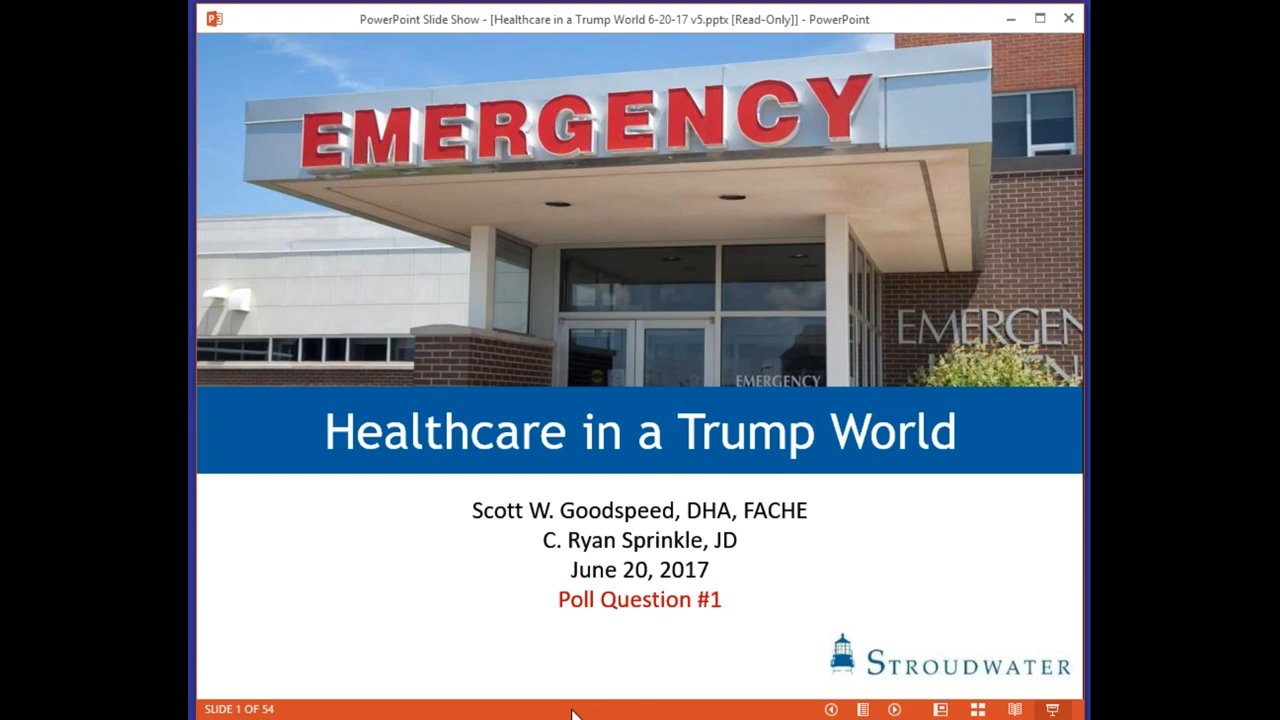 PowerPoint Slide Show - [Healthcare in a Trump World 6-20-17 v5.pptx [Read-Only]] - PowerPoint
EMERGENCY
EMERGEN
EMERGENCY
Healthcare in a Trump World
Scott W. Goodspeed, DHA, FACHE
C. Ryan Sprinkle, JD
June 20, 2017
Poll Question #1
STROUDWATER
SLIDE 1 OF 54